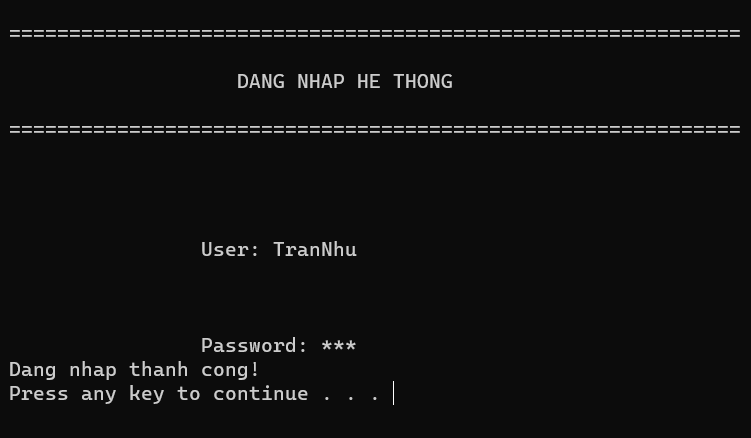 =============================================================
DANG NHAP HE THONG
=============================================================
User: TranNhu
Password: ***
Dang nhap thanh cong!
Press any key to continue . . .